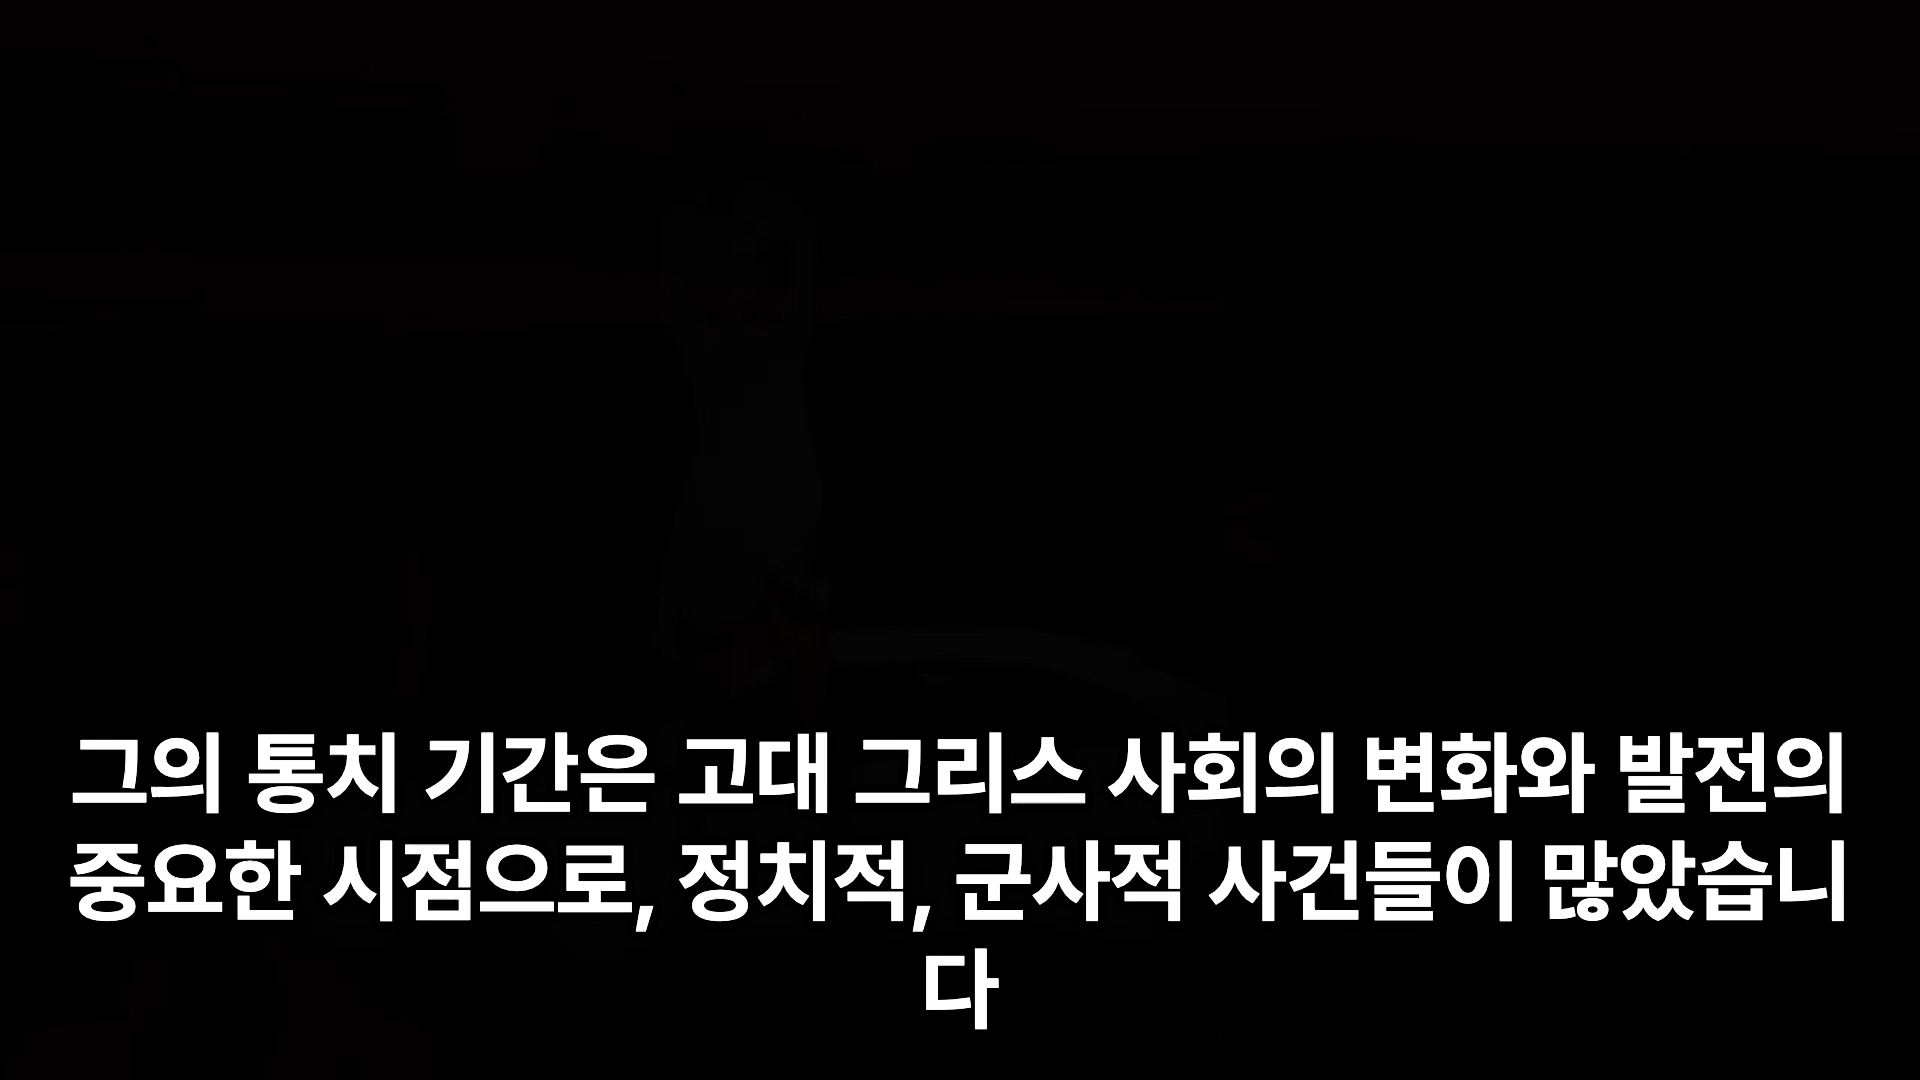 그의 통치 기간은 고대 그리스 사회의 변화와 발전의
중요한 시점으로, 정치적, 군사적 사건들이 많았습니
다